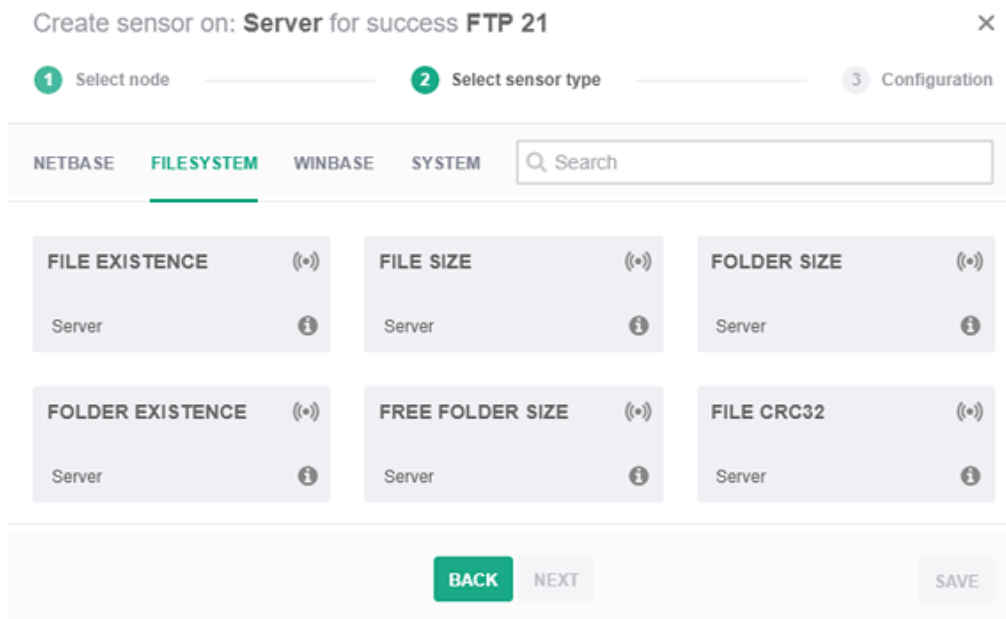 Create sensor on: Server for success FTP 21
1 Select node 2 Select sensor type 3 Configuration
NETBASE FILESYSTEM WINBASE SYSTEM Search
FILE EXISTENCE FILE SIZE FOLDER SIZE
Server Server Server
FOLDER EXISTENCE FREE FOLDER SIZE FILE CRC32
Server Server Server
BACK NEXT SAVE